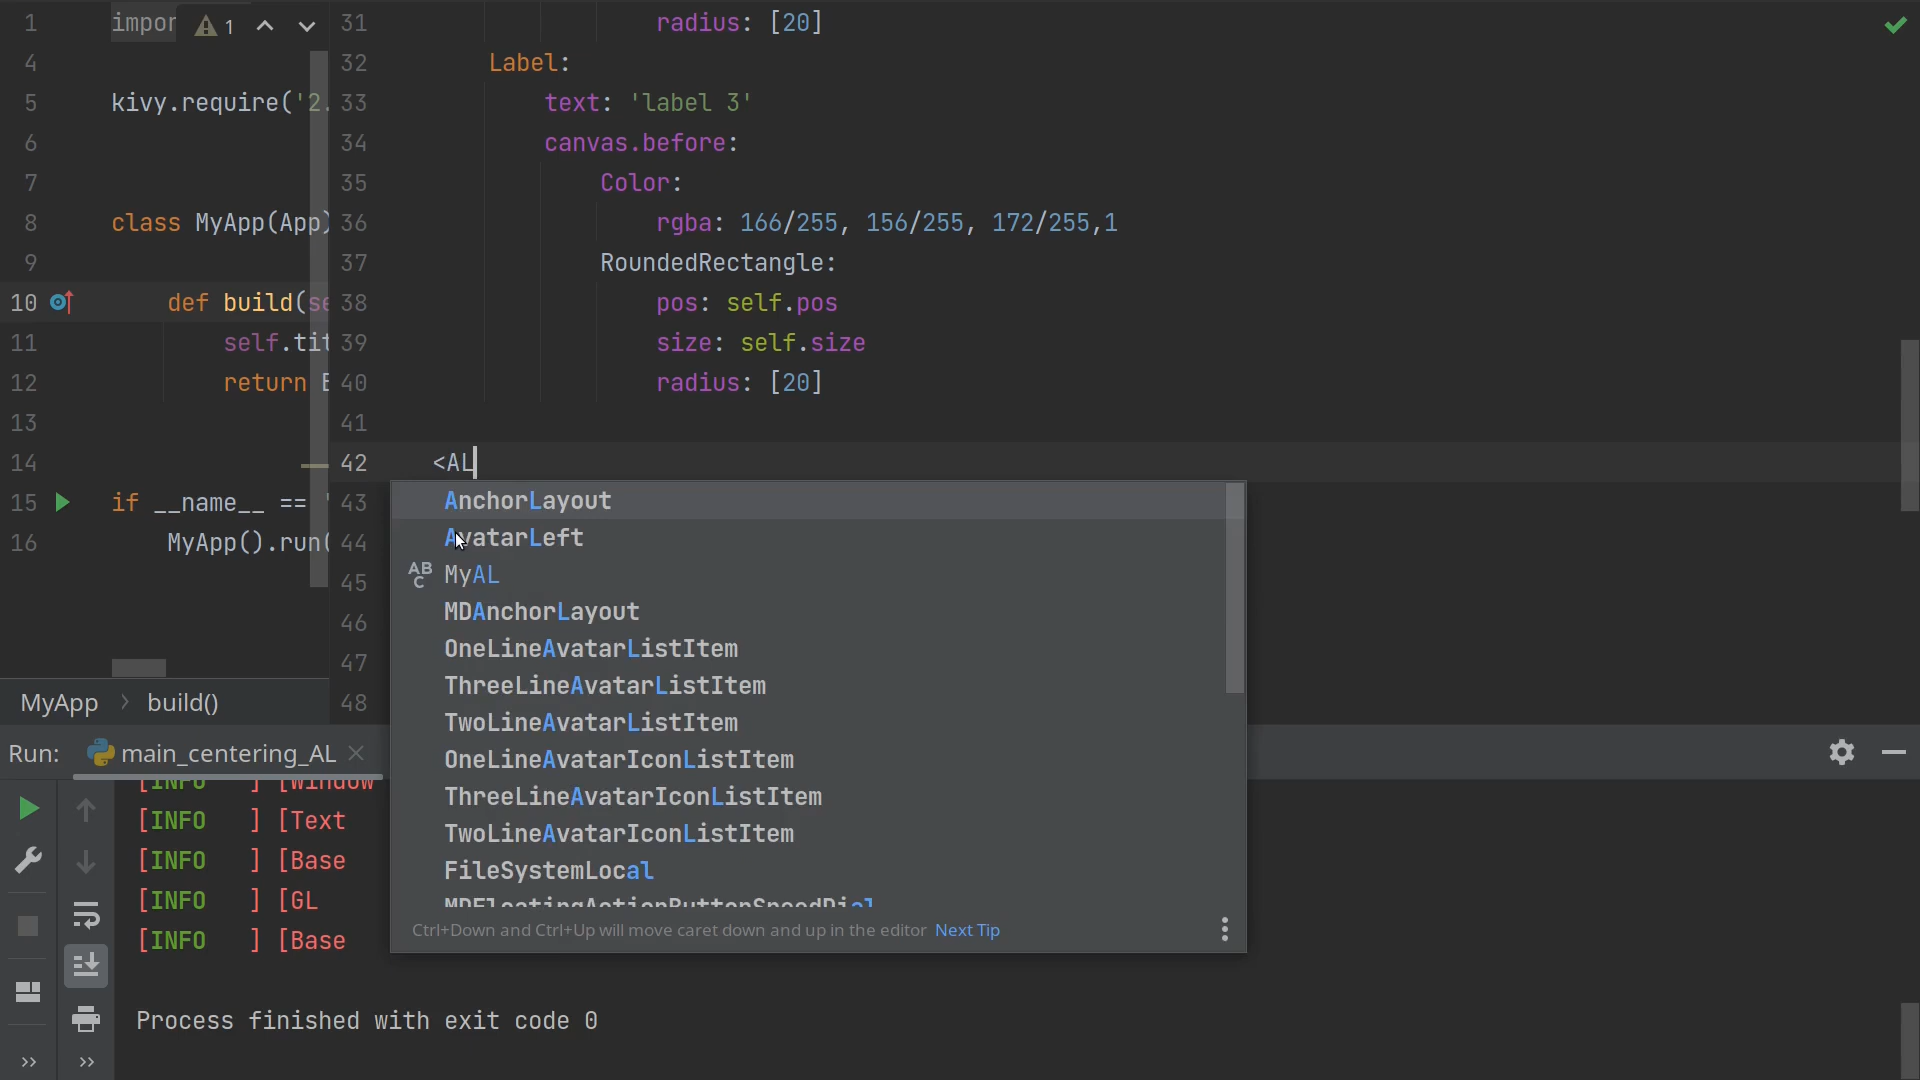 1 impor 1
4
5 kivy.require('2.
6
7
8 class MyApp(App)
9
10 def build(se
11 self.tit
12 return B
13
14
15 if __name__ == '
16 MyApp().run(
MyApp > build()
31 radius: [20]
32 Label:
33 text: 'label 3'
34 canvas.before:
35 Color:
36 rgba: 166/255, 156/255, 172/255,1
37 RoundedRectangle:
38 pos: self.pos
39 size: self.size
40 radius: [20]
41
42 <AL
43
44
45
46
47
48
AnchorLayout
AvatarLeft
ABC MyAL
MDAnchorLayout
OneLineAvatarListItem
ThreeLineAvatarListItem
TwoLineAvatarListItem
OneLineAvatarIconListItem
ThreeLineAvatarIconListItem
TwoLineAvatarIconListItem
FileSystemLocal
MDFloatingActionButtonSpeedDial
Ctrl+Down and Ctrl+Up will move caret down and up in the editor Next Tip
Run: main_centering_AL
[INFO ] [Window
[INFO ] [Text
[INFO ] [Base
[INFO ] [GL
[INFO ] [Base
Process finished with exit code 0